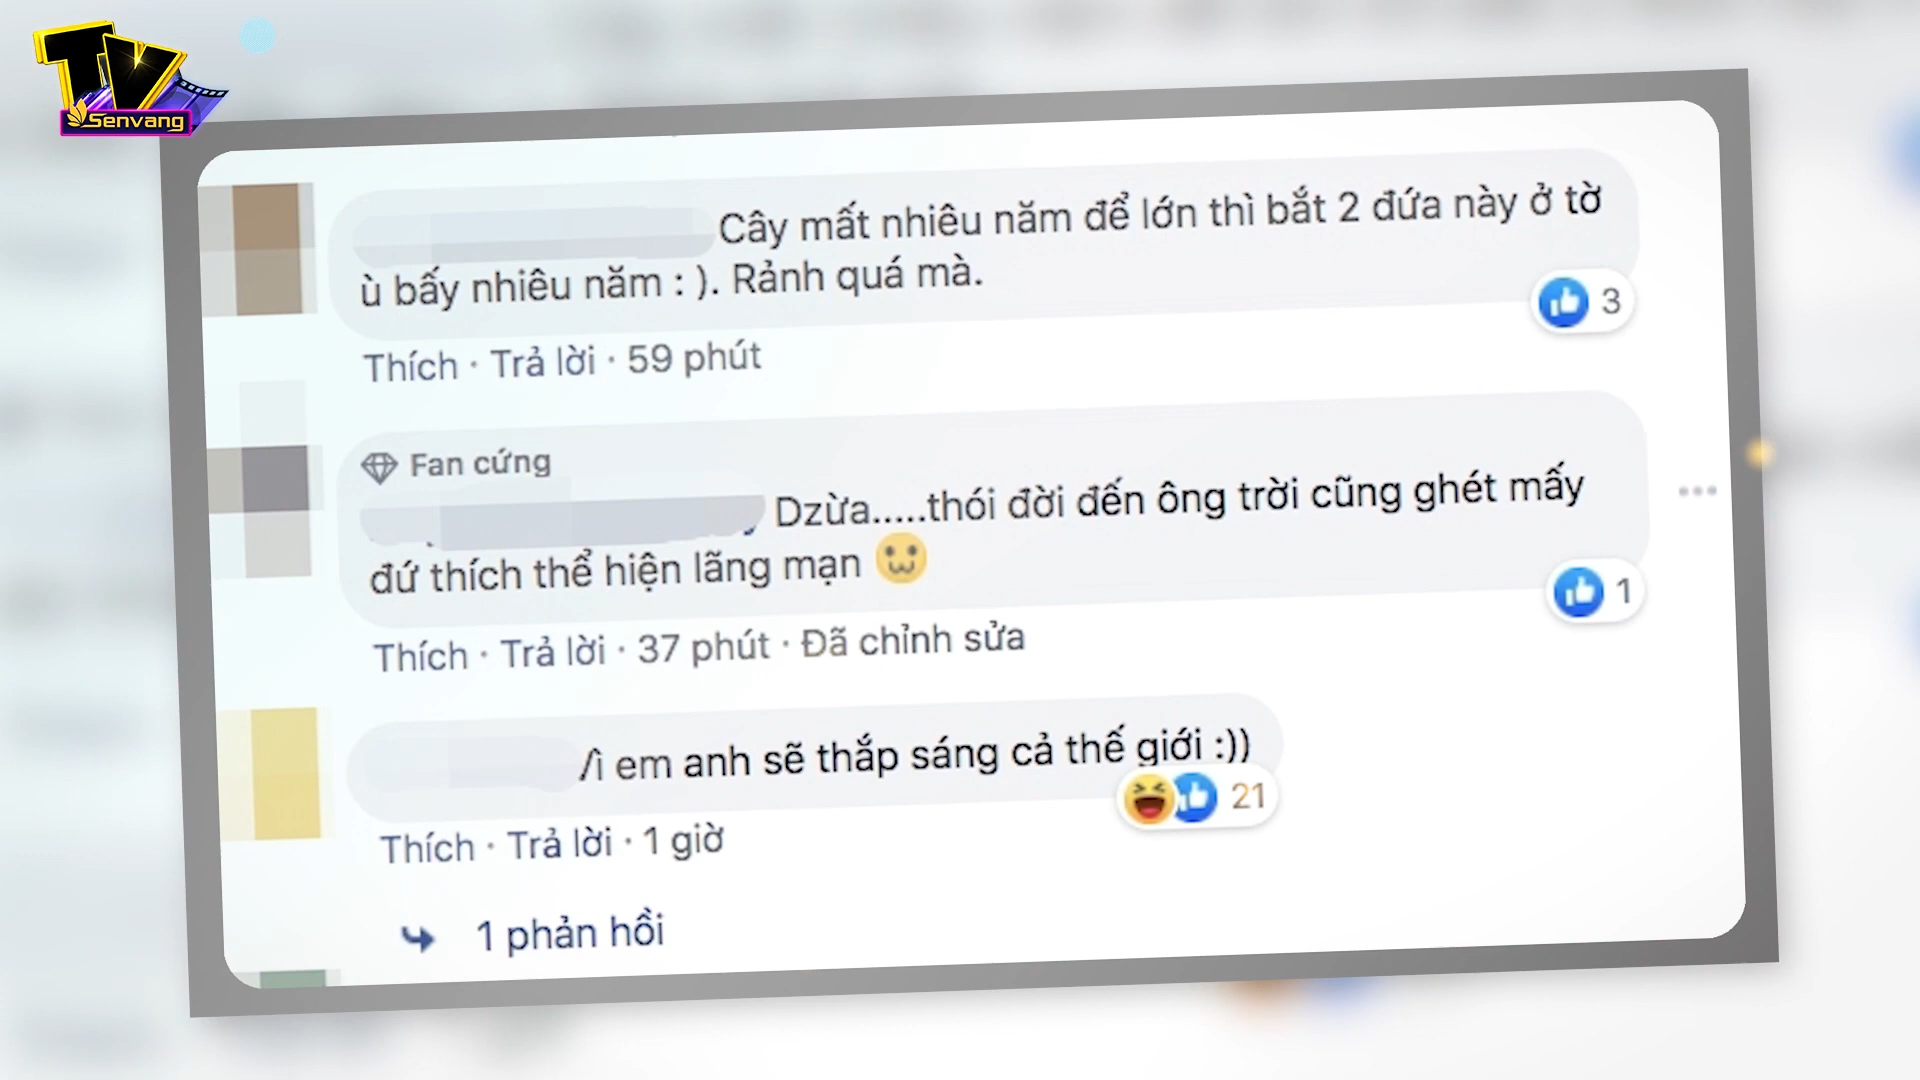 TV
Senvang
Cây mất nhiêu năm để lớn thì bắt 2 đứa này ở tờ
ù bấy nhiêu năm : ). Rảnh quá mà.
3
Thích · Trả lời · 59 phút
Fan cứng
Dzừa.....thói đời đến ông trời cũng ghét mấy
đứ thích thể hiện lãng mạn
1
Thích · Trả lời · 37 phút · Đã chỉnh sửa
em anh sẽ thắp sáng cả thế giới :))
21
Thích · Trả lời · 1 giờ
1 phản hồi